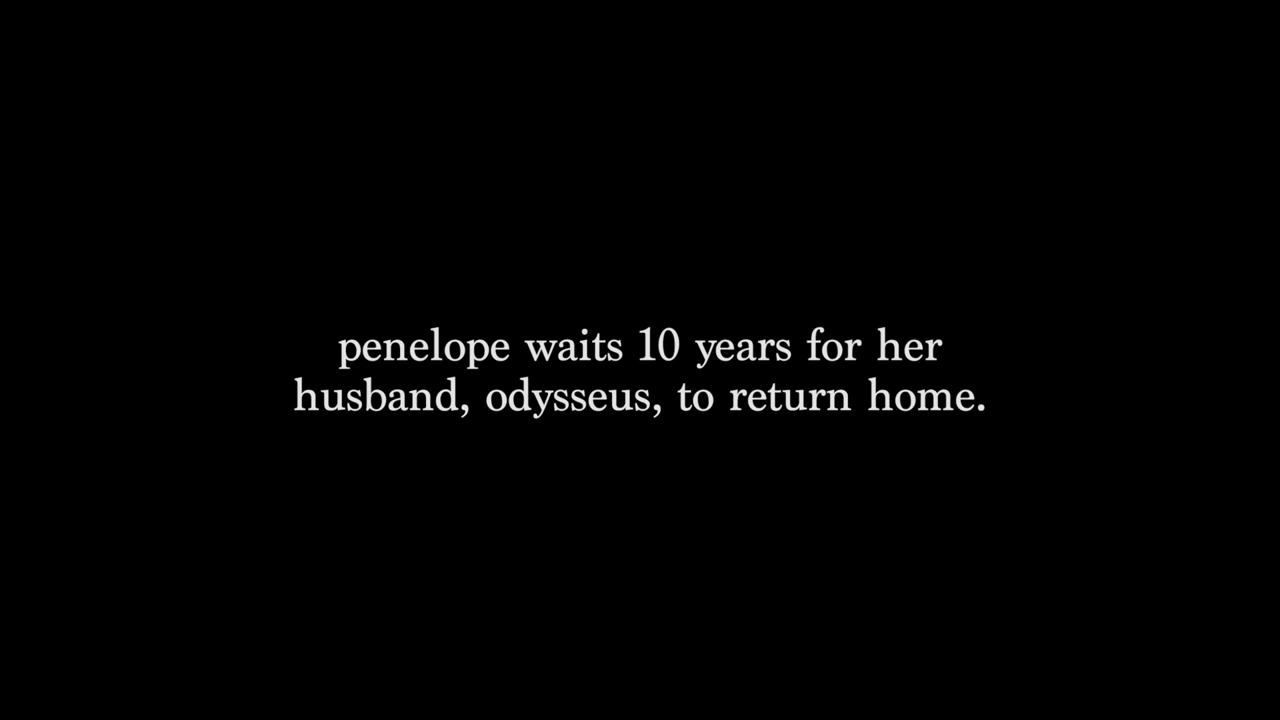 penelope waits 10 years for her
husband, odysseus, to return home.